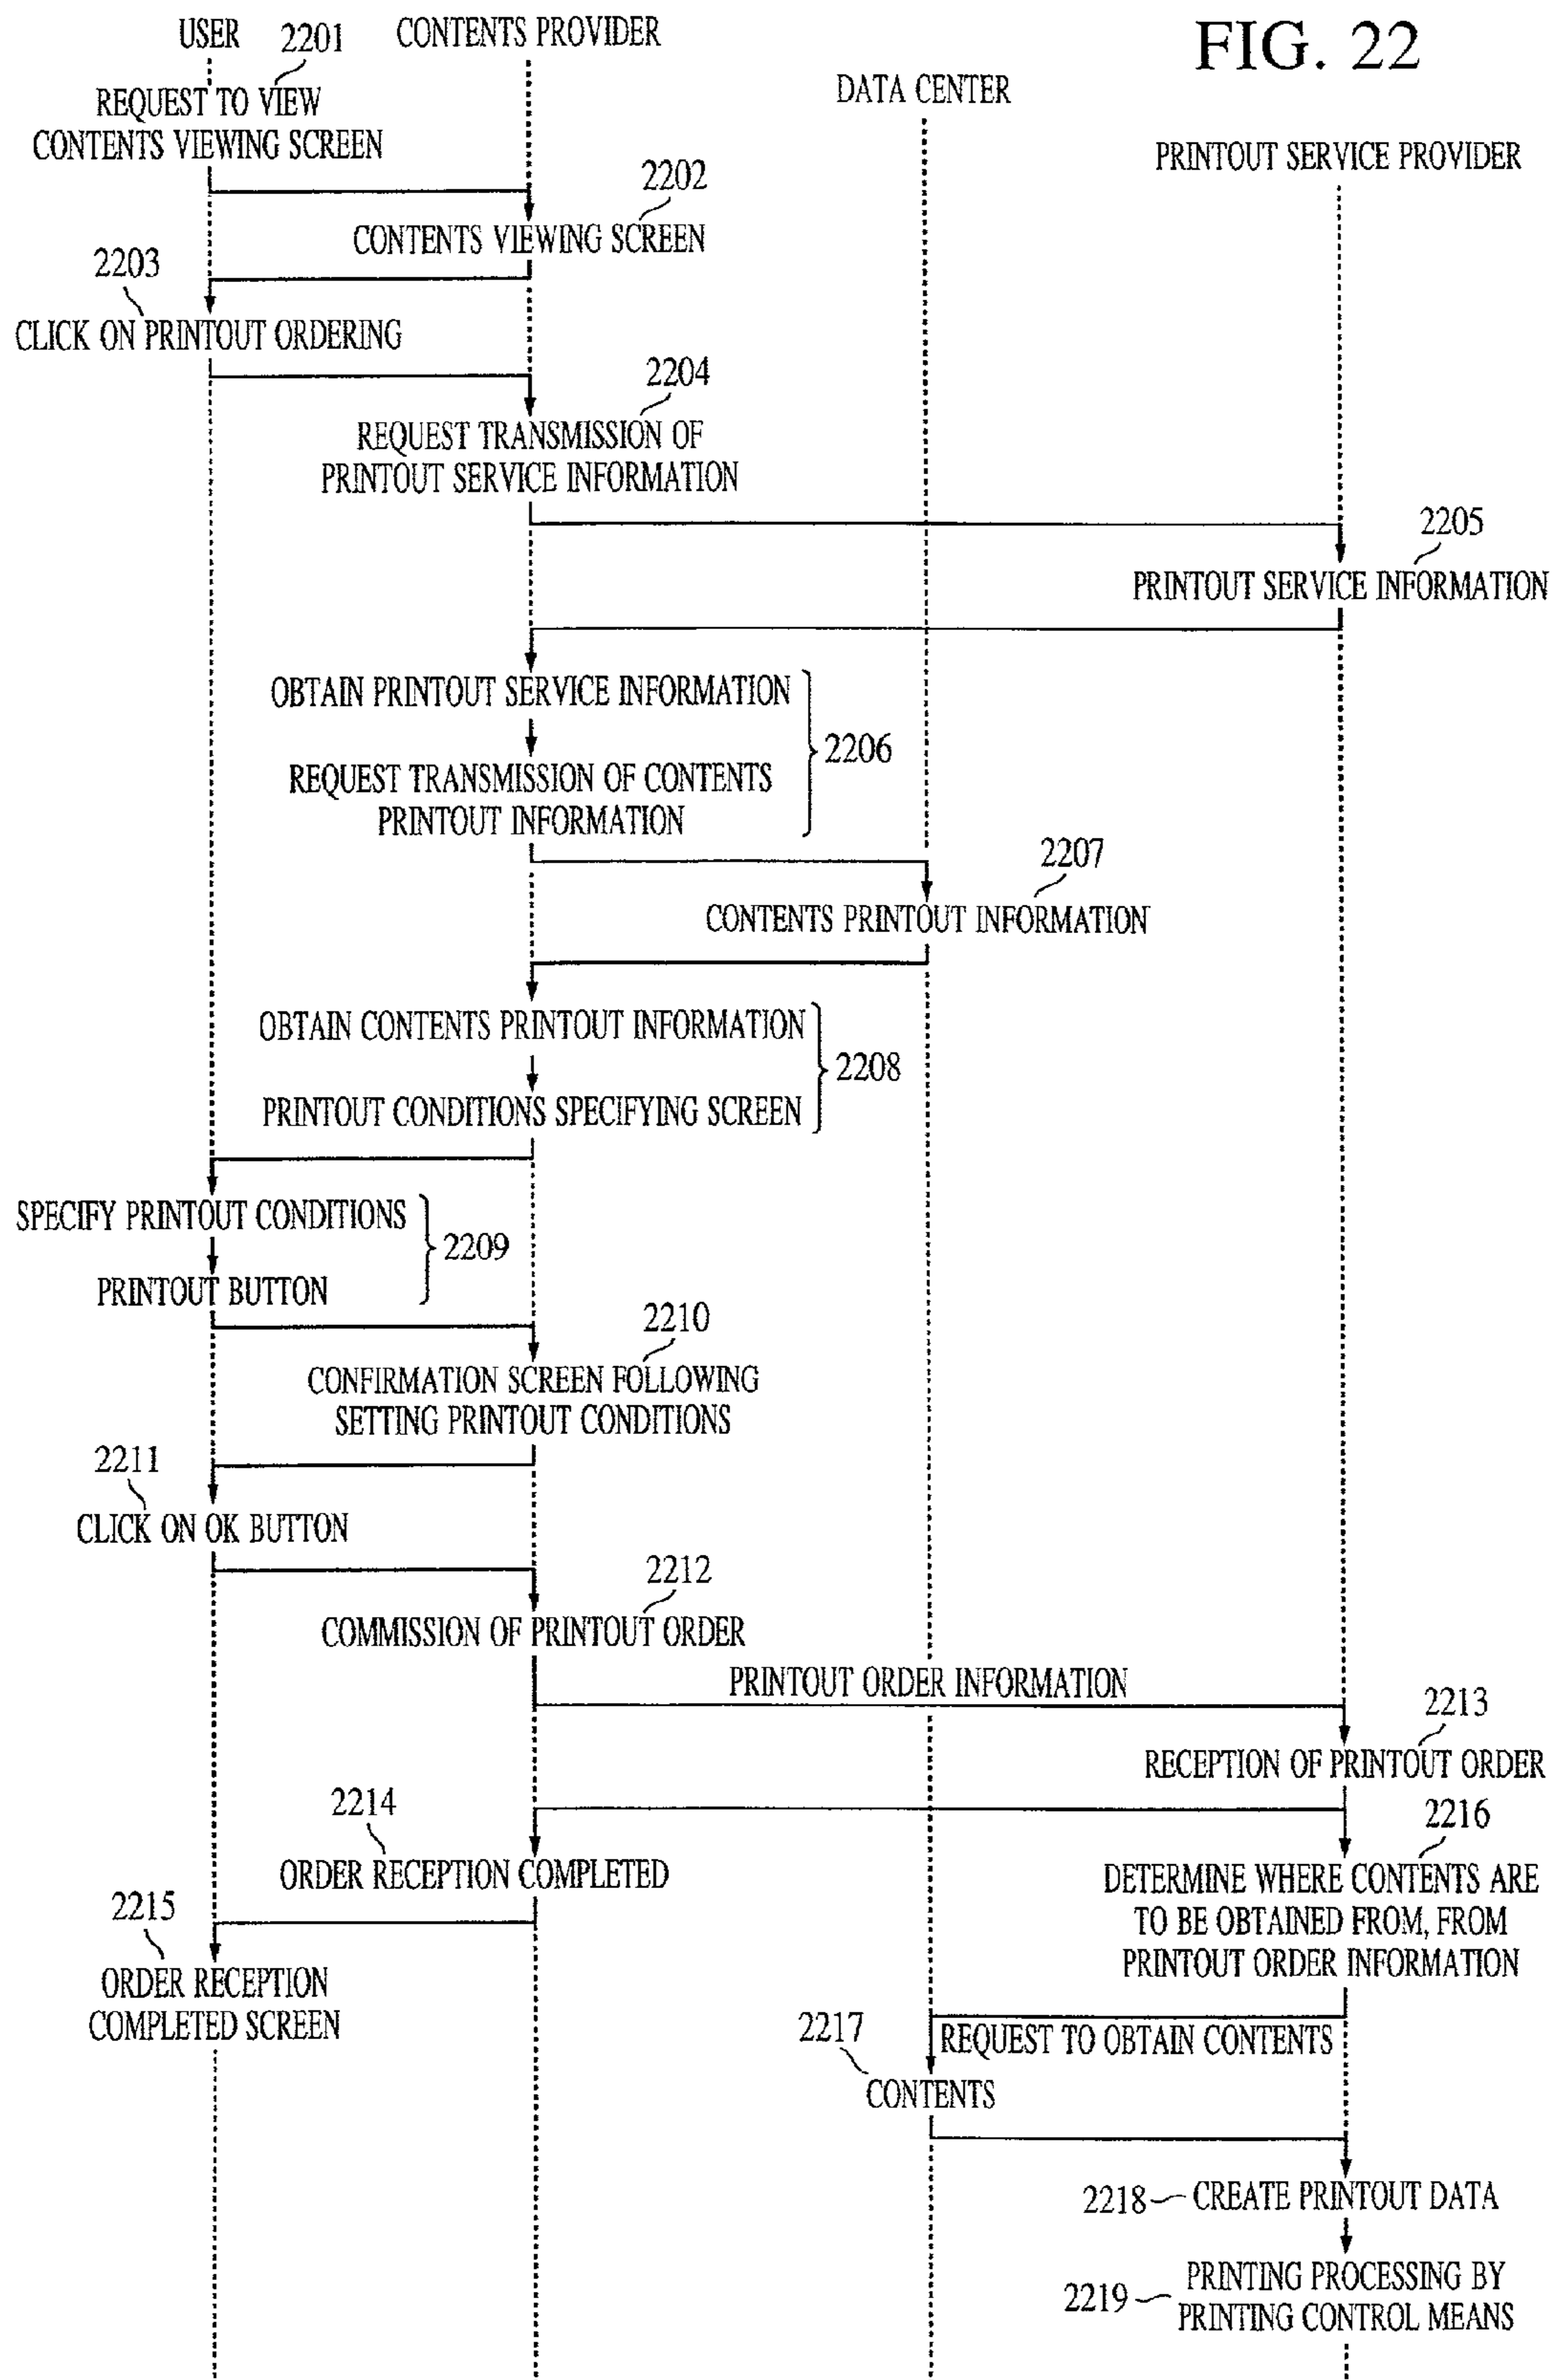 FIG. 22
USER
2201
CONTENTS PROVIDER
DATA CENTER
PRINTOUT SERVICE PROVIDER
REQUEST TO VIEW
CONTENTS VIEWING SCREEN
2202
CONTENTS VIEWING SCREEN
2203
CLICK ON PRINTOUT ORDERING
2204
REQUEST TRANSMISSION OF
PRINTOUT SERVICE INFORMATION
2205
PRINTOUT SERVICE INFORMATION
OBTAIN PRINTOUT SERVICE INFORMATION
2206
REQUEST TRANSMISSION OF CONTENTS
PRINTOUT INFORMATION
2207
CONTENTS PRINTOUT INFORMATION
OBTAIN CONTENTS PRINTOUT INFORMATION
2208
PRINTOUT CONDITIONS SPECIFYING SCREEN
SPECIFY PRINTOUT CONDITIONS
2209
PRINTOUT BUTTON
2210
CONFIRMATION SCREEN FOLLOWING
SETTING PRINTOUT CONDITIONS
2211
CLICK ON OK BUTTON
2212
COMMISSION OF PRINTOUT ORDER
PRINTOUT ORDER INFORMATION
2213
RECEPTION OF PRINTOUT ORDER
2214
ORDER RECEPTION COMPLETED
2216
DETERMINE WHERE CONTENTS ARE
TO BE OBTAINED FROM, FROM
PRINTOUT ORDER INFORMATION
2215
ORDER RECEPTION
COMPLETED SCREEN
2217
REQUEST TO OBTAIN CONTENTS
CONTENTS
2218
CREATE PRINTOUT DATA
2219
PRINTING PROCESSING BY
PRINTING CONTROL MEANS